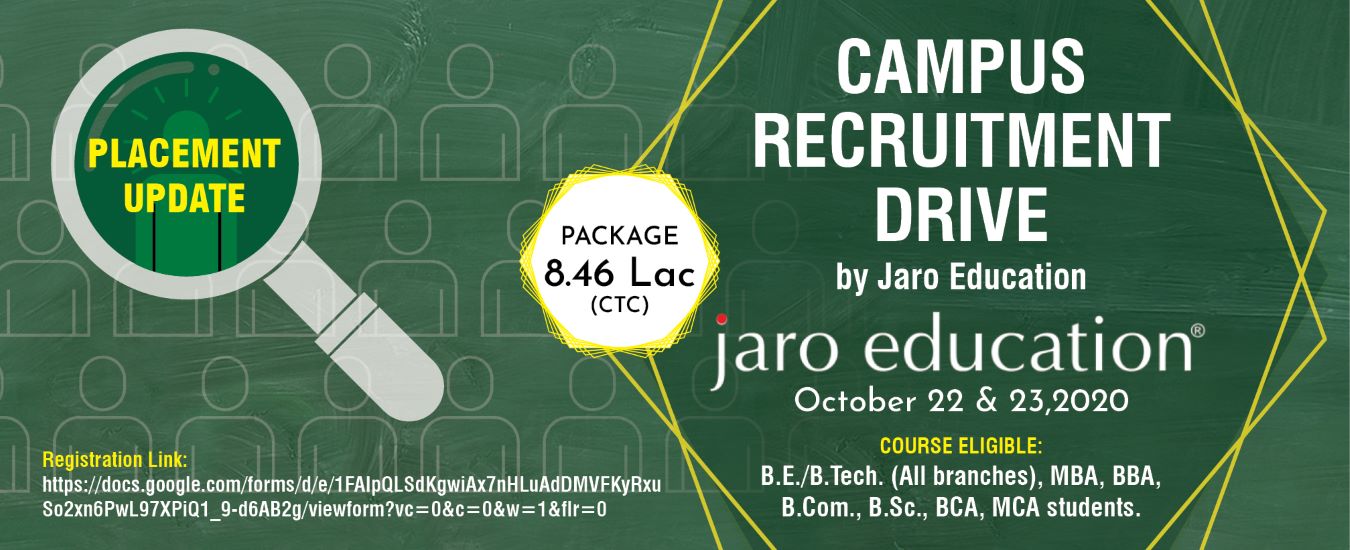 PLACEMENT
UPDATE
PACKAGE
8.46 Lac
(CTC)
CAMPUS
RECRUITMENT
DRIVE
by Jaro Education
jaro education®
October 22 & 23,2020
COURSE ELIGIBLE:
B.E./B.Tech. (All branches), MBA, BBA,
B.Com., B.Sc., BCA, MCA students.
Registration Link:
https://docs.google.com/forms/d/e/1FAIpQLSdKgwiAx7nHLuAdDMVFKyRxu
So2xn6PwL97XPiQ1_9-d6AB2g/viewform?vc=0&c=0&w=1&flr=0